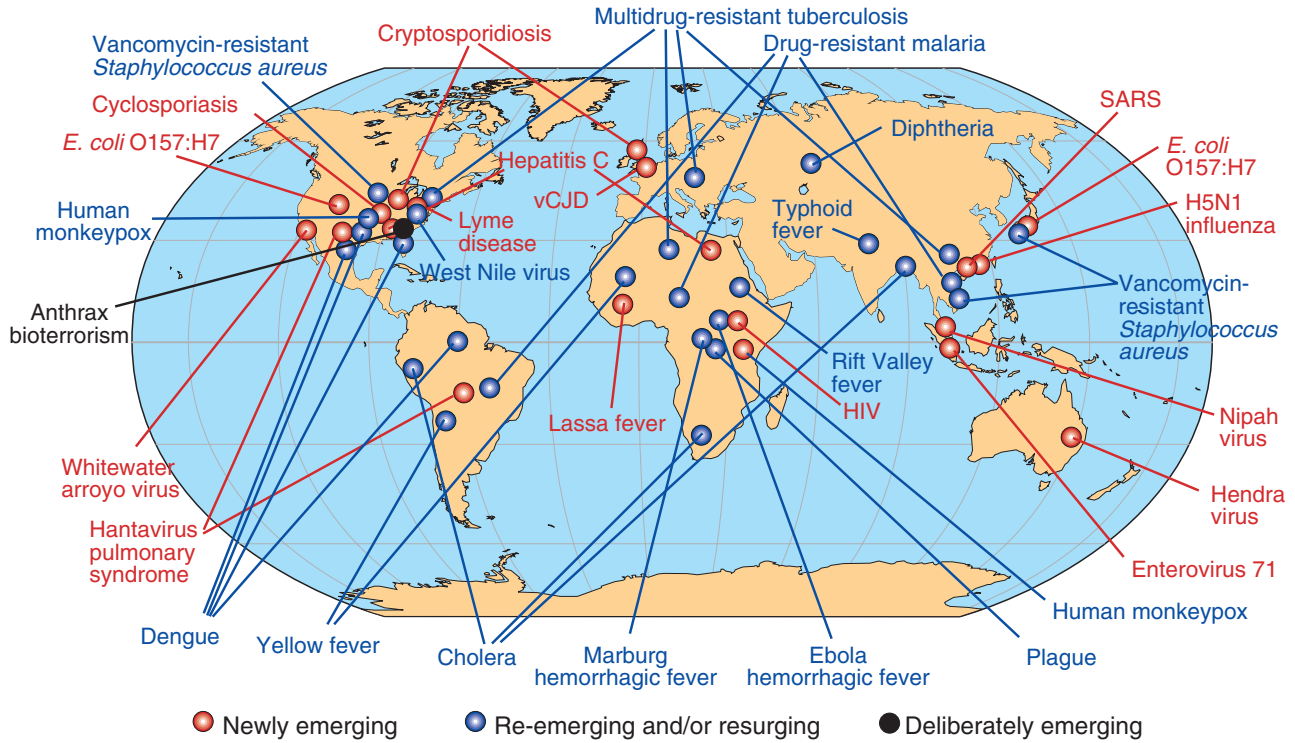 Multidrug-resistant tuberculosis
Cryptosporidiosis
Vancomycin-resistant
Staphylococcus aureus
Drug-resistant malaria
Cyclosporiasis
SARS
E. coli O157:H7
Diphtheria
E. coli
O157:H7
Hepatitis C
vCJD
Human
monkeypox
Lyme
disease
Typhoid
fever
H5N1
influenza
West Nile virus
Anthrax
bioterrorism
Vancomycin-
resistant
Staphylococcus
aureus
Rift Valley
fever
HIV
Lassa fever
Nipah
virus
Whitewater
arroyo virus
Hendra
virus
Hantavirus
pulmonary
syndrome
Enterovirus 71
Human monkeypox
Dengue
Yellow fever
Cholera
Marburg
hemorrhagic fever
Ebola
hemorrhagic fever
Plague
Newly emerging
Re-emerging and/or resurging
Deliberately emerging